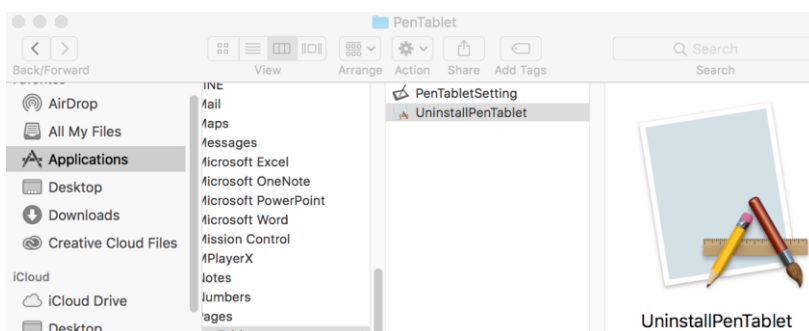 PenTablet
Back/Forward
View
Arrange
Action
Share
Add Tags
Search
Search
AirDrop
All My Files
Applications
Desktop
Downloads
Creative Cloud Files
iCloud
iCloud Drive
Desktop
INE
Mail
Maps
Messages
Microsoft Excel
Microsoft OneNote
Microsoft PowerPoint
Microsoft Word
Mission Control
MPlayerX
Notes
Numbers
Pages
PenTabletSetting
UninstallPenTablet
UninstallPenTablet